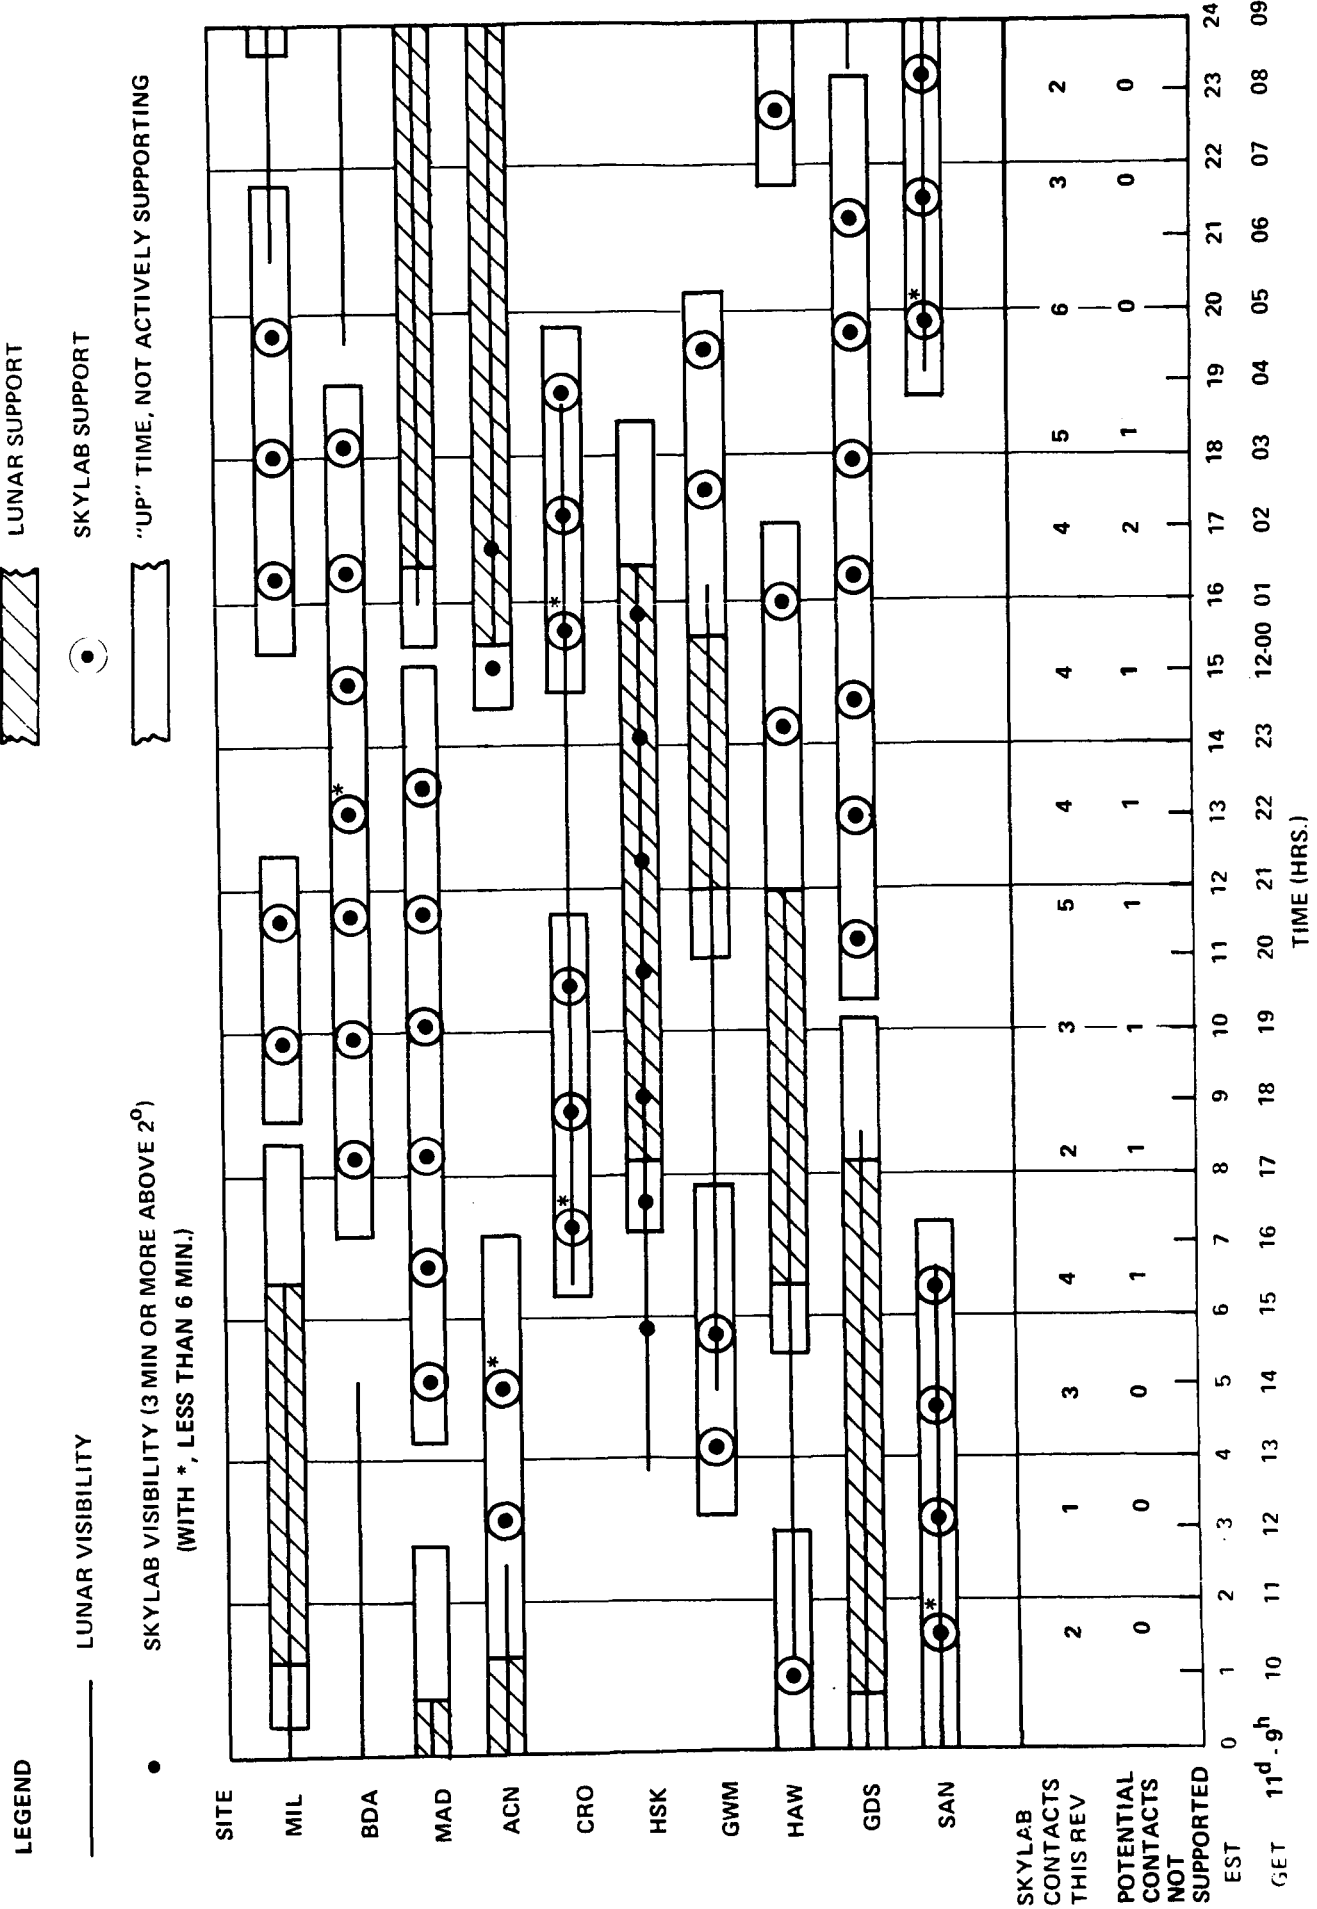 LEGEND
LUNAR VISIBILITY
SKYLAB VISIBILITY (3 MIN OR MORE ABOVE 2º)
(WITH *, LESS THAN 6 MIN.)
LUNAR SUPPORT
SKYLAB SUPPORT
"UP" TIME, NOT ACTIVELY SUPPORTING
SITE
MIL
BDA
*
MAD
ACN
*
CRO
* *
HSK
GWM
HAW
GDS
SAN
* *
SKYLAB CONTACTS THIS REV 2 1 3 4 2 3 5 4 4 4 5 6 3 2
POTENTIAL CONTACTS NOT SUPPORTED 0 0 0 1 1 1 1 1 1 2 1 0 0 0
EST 0 1 2 3 4 5 6 7 8 9 10 11 12 13 14 15 16 17 18 19 20 21 22 23 24
GET 11d - 9h 10 11 12 13 14 15 16 17 18 19 20 21 22 23 12-00 01 02 03 04 05 06 07 08 09
TIME (HRS.)